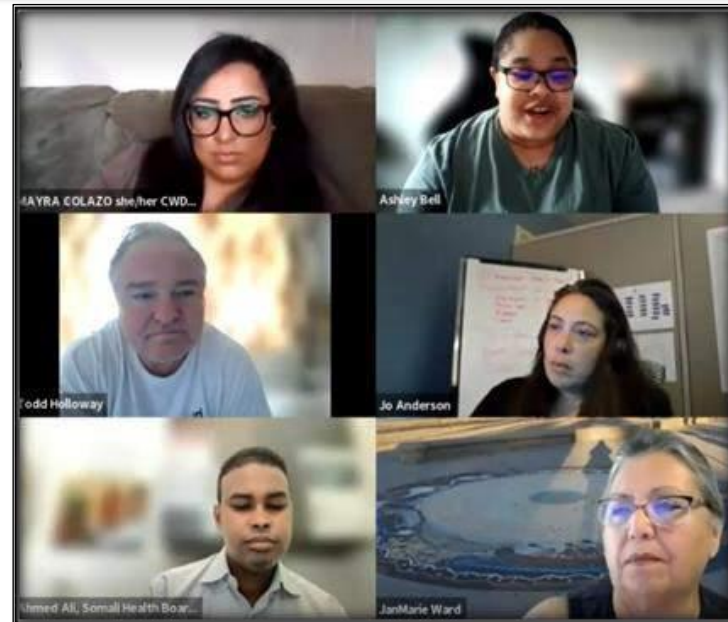 MAYRA COLAZO she/her CWD...
Ashley Bell
Todd Holloway
Jo Anderson
Ahmed Ali, Somali Health Boar...
JanMarie Ward